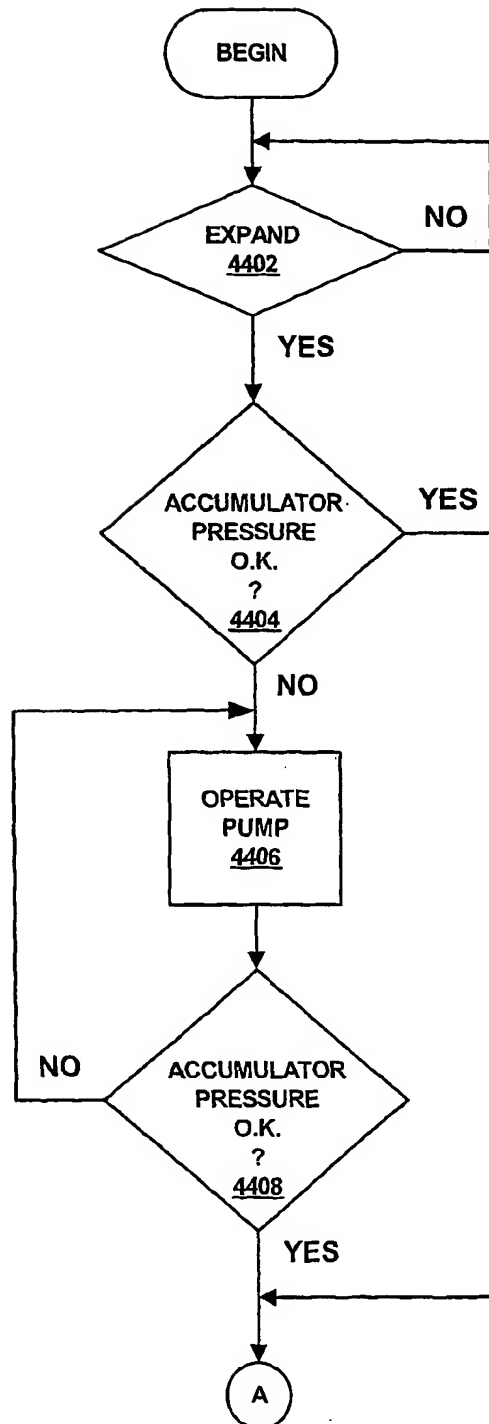 BEGIN
EXPAND
4402
NO
YES
ACCUMULATOR
PRESSURE
O.K.
?
4404
YES
NO
OPERATE
PUMP
4406
ACCUMULATOR
PRESSURE
O.K.
?
4408
NO
YES
A